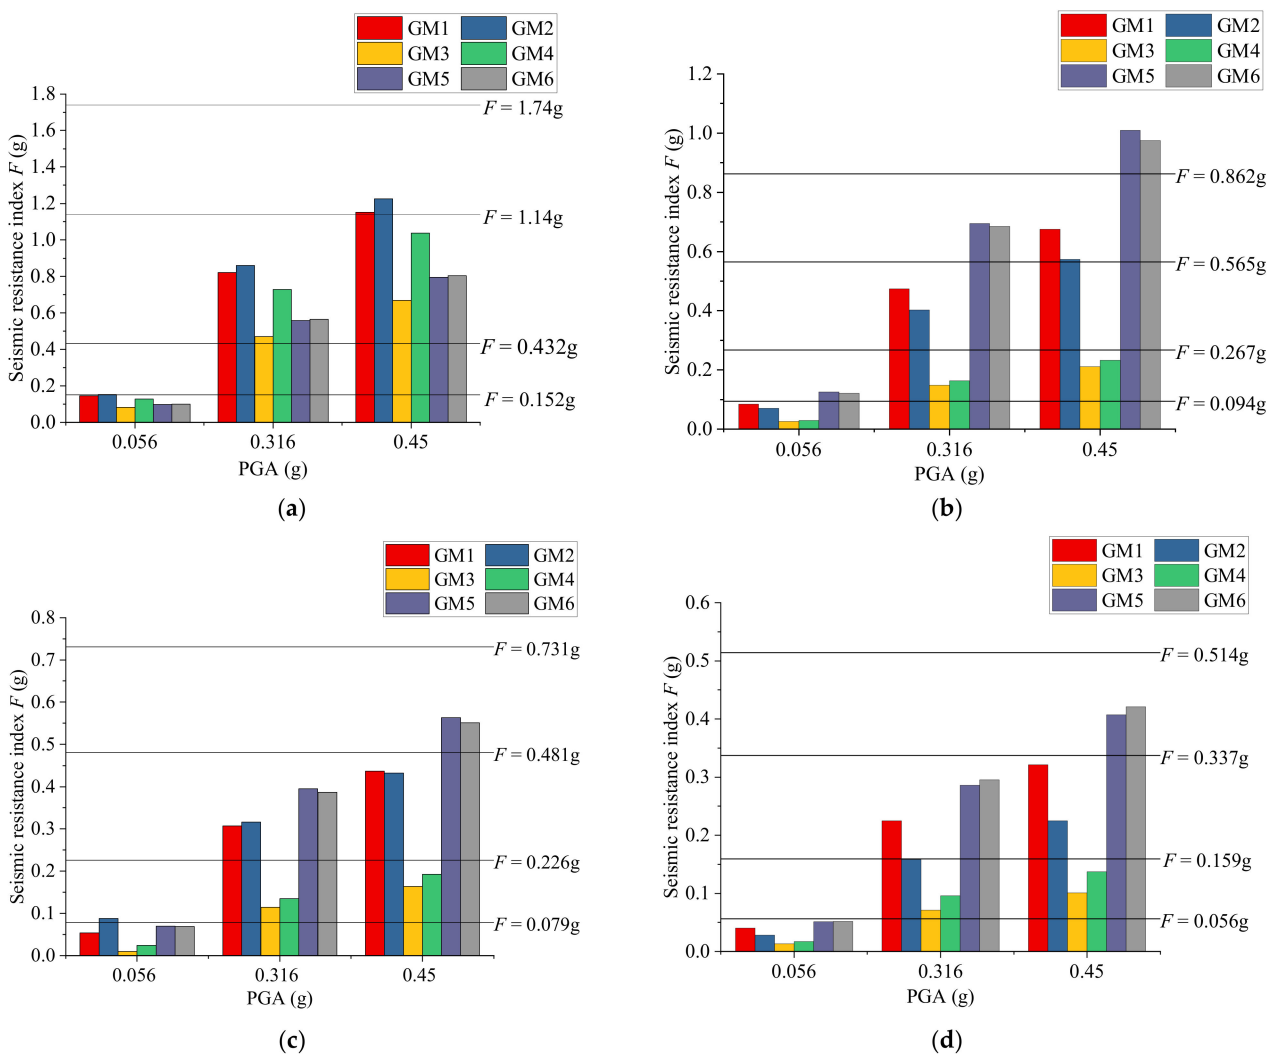 GM1 GM2
GM3 GM4
GM5 GM6
Seismic resistance index F (g)
1.8
1.6
1.4
1.2
1.0
0.8
0.6
0.4
0.2
0.0
F = 1.74g
F = 1.14g
F = 0.432g
F = 0.152g
0.056 0.316 0.45
PGA (g)
(a)
GM1 GM2
GM3 GM4
GM5 GM6
Seismic resistance index F (g)
1.2
1.0
0.8
0.6
0.4
0.2
0.0
F = 0.862g
F = 0.565g
F = 0.267g
F = 0.094g
0.056 0.316 0.45
PGA (g)
(b)
GM1 GM2
GM3 GM4
GM5 GM6
Seismic resistance index F (g)
0.8
0.7
0.6
0.5
0.4
0.3
0.2
0.1
0.0
F = 0.731g
F = 0.481g
F = 0.226g
F = 0.079g
0.056 0.316 0.45
PGA (g)
(c)
GM1 GM2
GM3 GM4
GM5 GM6
Seismic resistance index F (g)
0.6
0.5
0.4
0.3
0.2
0.1
0.0
F = 0.514g
F = 0.337g
F = 0.159g
F = 0.056g
0.056 0.316 0.45
PGA (g)
(d)